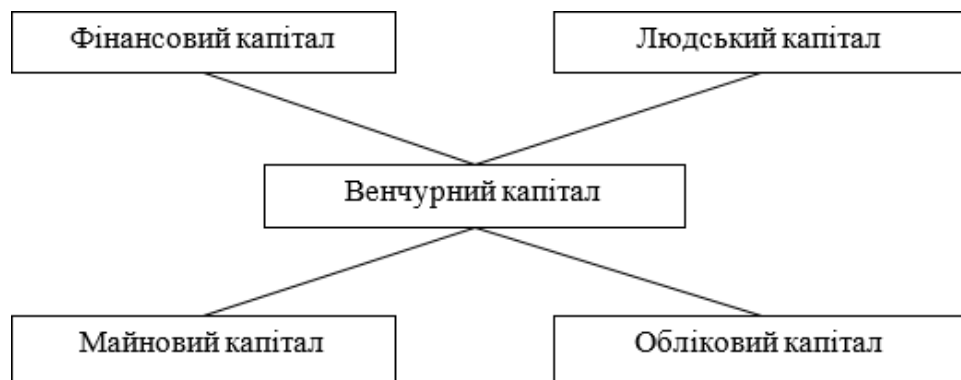 Фінансовий капітал
Людський капітал
Венчурний капітал
Майновий капітал
Обліковий капітал